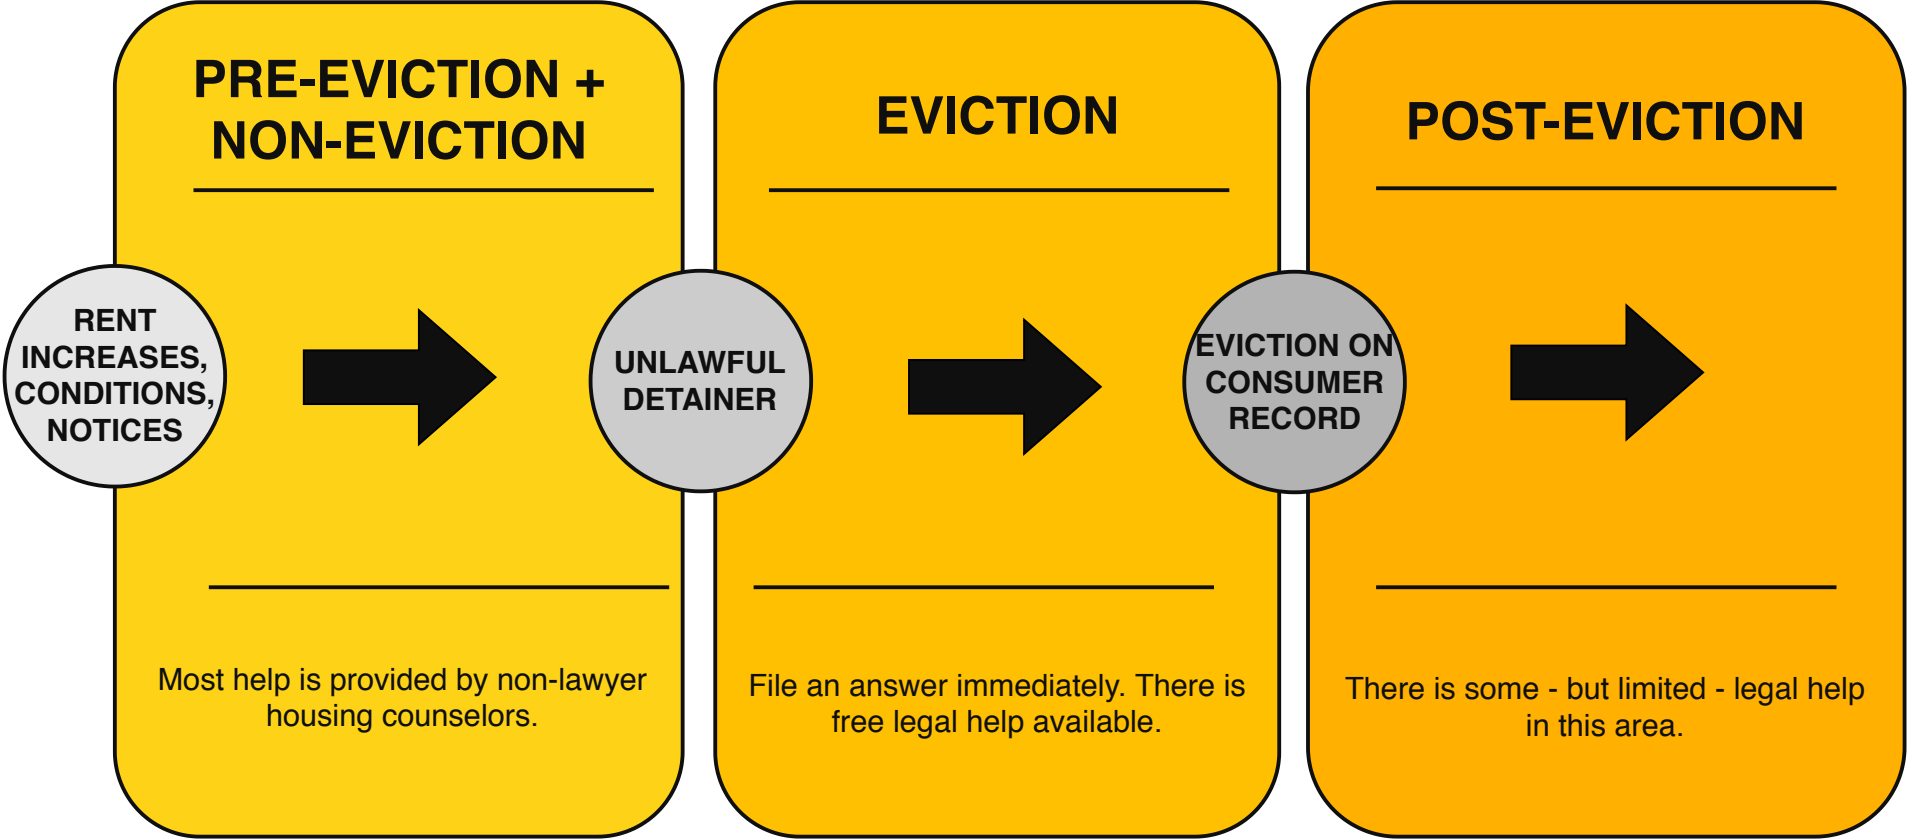 PRE-EVICTION +
NON-EVICTION
RENT
INCREASES,
CONDITIONS,
NOTICES
Most help is provided by non-lawyer
housing counselors.
EVICTION
UNLAWFUL
DETAINER
File an answer immediately. There is
free legal help available.
POST-EVICTION
EVICTION ON
CONSUMER
RECORD
There is some - but limited - legal help
in this area.